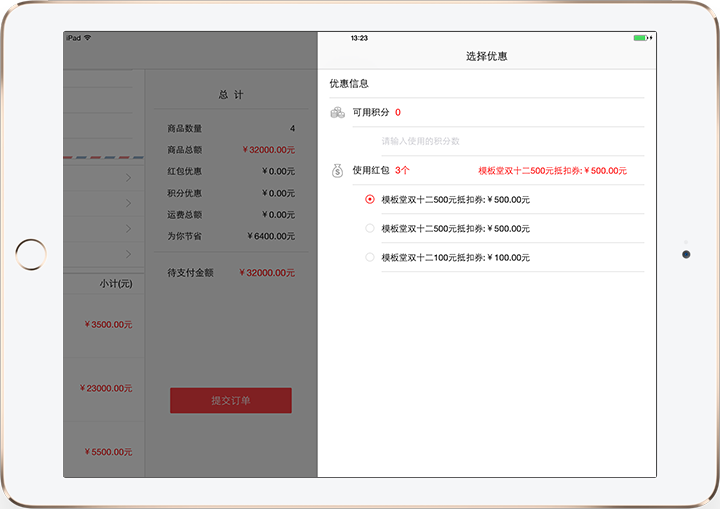 iPad
13:23
总 计
商品数量 4
商品总额 ￥32000.00元
红包优惠 ￥0.00元
积分优惠 ￥0.00元
运费总额 ￥0.00元
为你节省 ￥6400.00元
待支付金额 ￥32000.00元
提交订单
小计(元)
￥3500.00元
￥23000.00元
￥5500.00元
选择优惠
优惠信息
可用积分 0
请输入使用的积分数
使用红包 3个 模板堂双十二500元抵扣券:￥500.00元
模板堂双十二500元抵扣券:￥500.00元
模板堂双十二500元抵扣券:￥500.00元
模板堂双十二100元抵扣券:￥100.00元